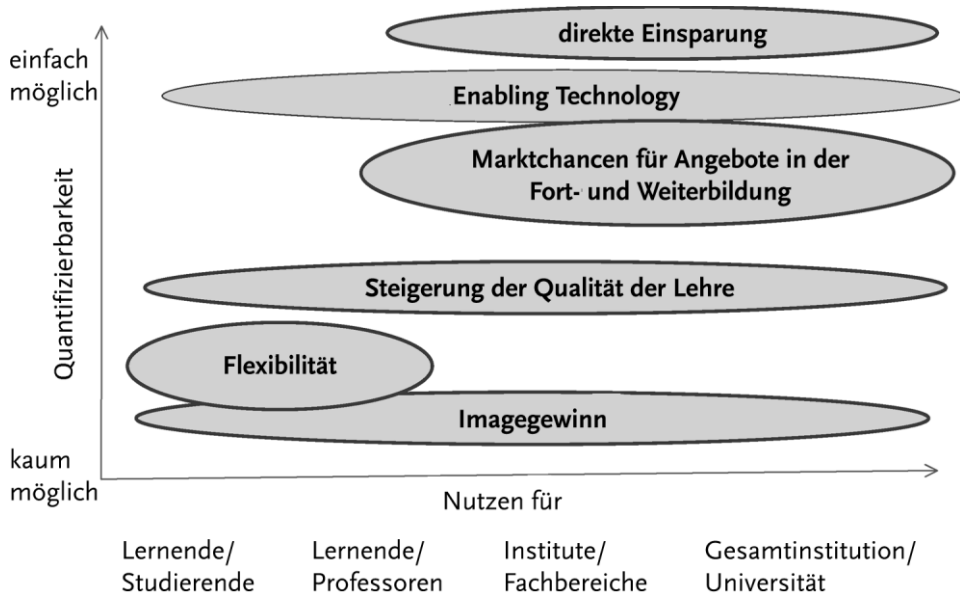 direkte Einsparung
einfach
möglich
Enabling Technology
Marktchancen für Angebote in der
Fort- und Weiterbildung
Quantifizierbarkeit
Steigerung der Qualität der Lehre
Flexibilität
Imagegewinn
kaum
möglich
Nutzen für
Lernende/
Studierende
Lernende/
Professoren
Institute/
Fachbereiche
Gesamtinstitution/
Universität